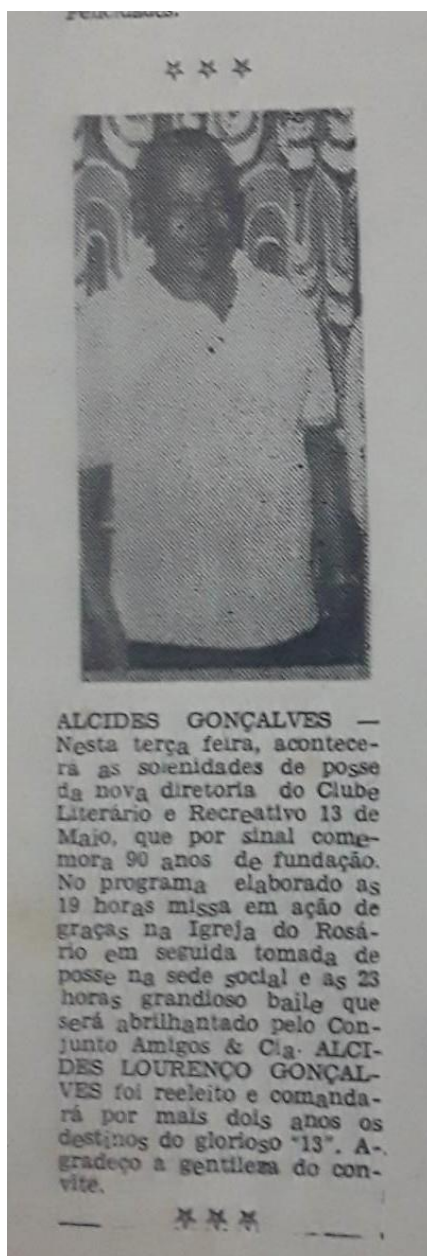 Felicidades.
ALCIDES GONÇALVES —
Nesta terça feira, acontece-
rá as solenidades de posse
da nova diretoria do Clube
Literário e Recreativo 13 de
Maio, que por sinal come-
mora 90 anos de fundação.
No programa elaborado as
19 horas missa em ação de
graças na Igreja do Rosá-
rio em seguida tomada de
posse na sede social e as 23
horas grandioso baile que
será abrilhantado pelo Con-
junto Amigos & Cia. ALCI-
DES LOURENÇO GONÇAL-
VES foi reeleito e comanda-
rá por mais dois anos os
destinos do glorioso "13". A-
gradeço a gentileza do con-
vite.